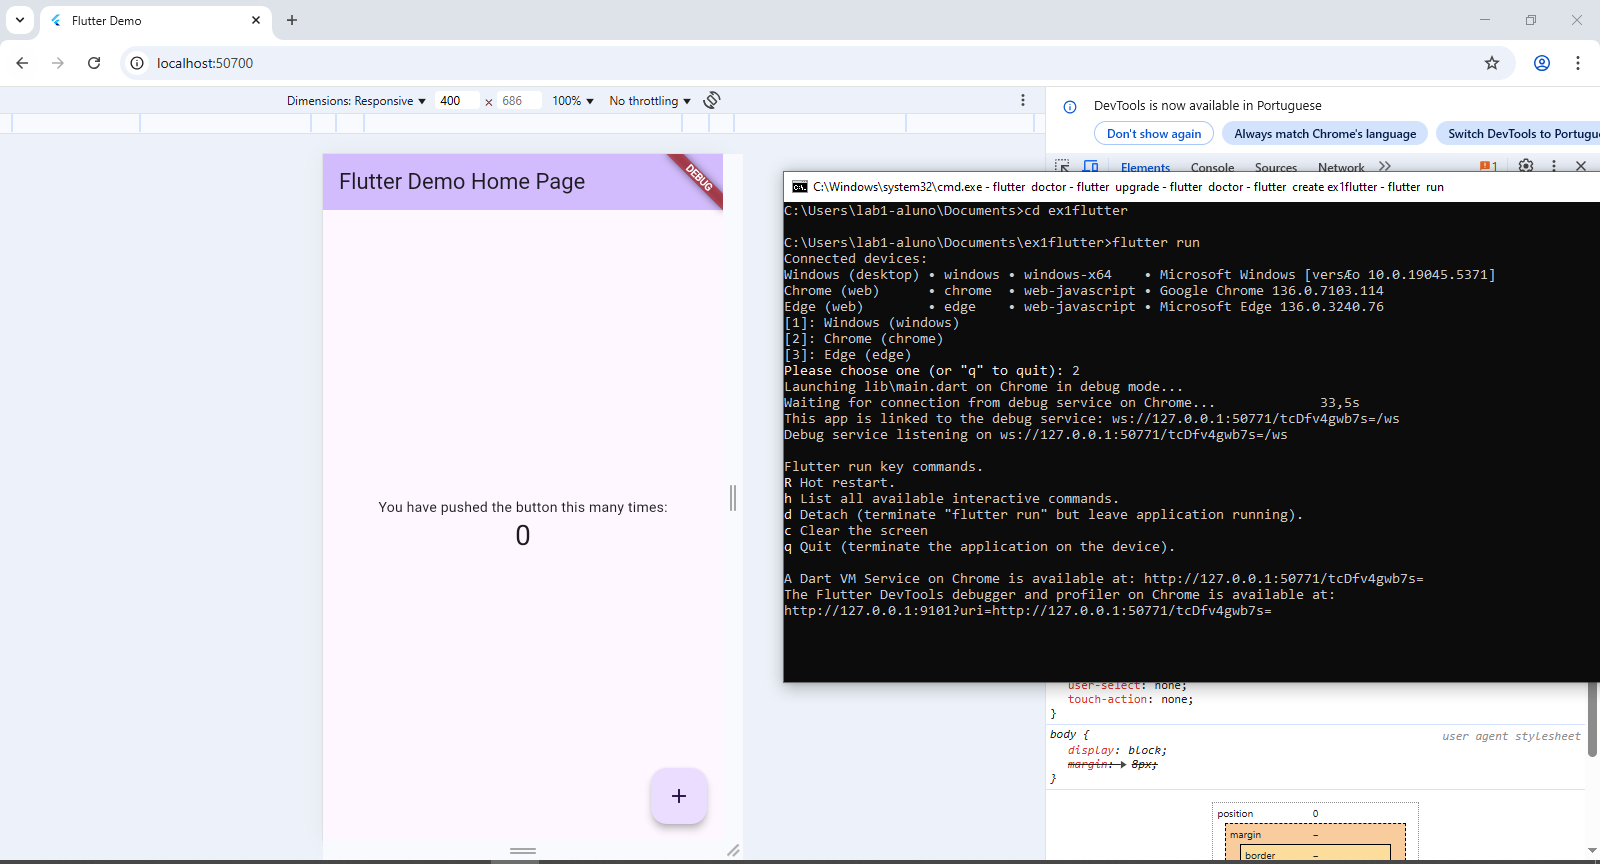 Flutter Demo
localhost:50700
Dimensions: Responsive 400 × 686 100% No throttling
DevTools is now available in Portuguese
Don't show again Always match Chrome's language Switch DevTools to Portugu
Elements Console Sources Network 1
Flutter Demo Home Page
DEBUG
You have pushed the button this many times:
0
+
C:\Windows\system32\cmd.exe - flutter doctor - flutter upgrade - flutter doctor - flutter create ex1flutter - flutter run
C:\Users\lab1-aluno\Documents>cd ex1flutter
C:\Users\lab1-aluno\Documents\ex1flutter>flutter run
Connected devices:
Windows (desktop) • windows • windows-x64 • Microsoft Windows [versÆo 10.0.19045.5371]
Chrome (web) • chrome • web-javascript • Google Chrome 136.0.7103.114
Edge (web) • edge • web-javascript • Microsoft Edge 136.0.3240.76
[1]: Windows (windows)
[2]: Chrome (chrome)
[3]: Edge (edge)
Please choose one (or "q" to quit): 2
Launching lib\main.dart on Chrome in debug mode...
Waiting for connection from debug service on Chrome... 33,5s
This app is linked to the debug service: ws://127.0.0.1:50771/tcDfv4gwb7s=/ws
Debug service listening on ws://127.0.0.1:50771/tcDfv4gwb7s=/ws
Flutter run key commands.
R Hot restart.
h List all available interactive commands.
d Detach (terminate "flutter run" but leave application running).
c Clear the screen
q Quit (terminate the application on the device).
A Dart VM Service on Chrome is available at: http://127.0.0.1:50771/tcDfv4gwb7s=
The Flutter DevTools debugger and profiler on Chrome is available at:
http://127.0.0.1:9101?uri=http://127.0.0.1:50771/tcDfv4gwb7s=
user-select: none;
touch-action: none;
}
body { user agent stylesheet
display: block;
margin: 8px;
}
position 0
margin –
border –